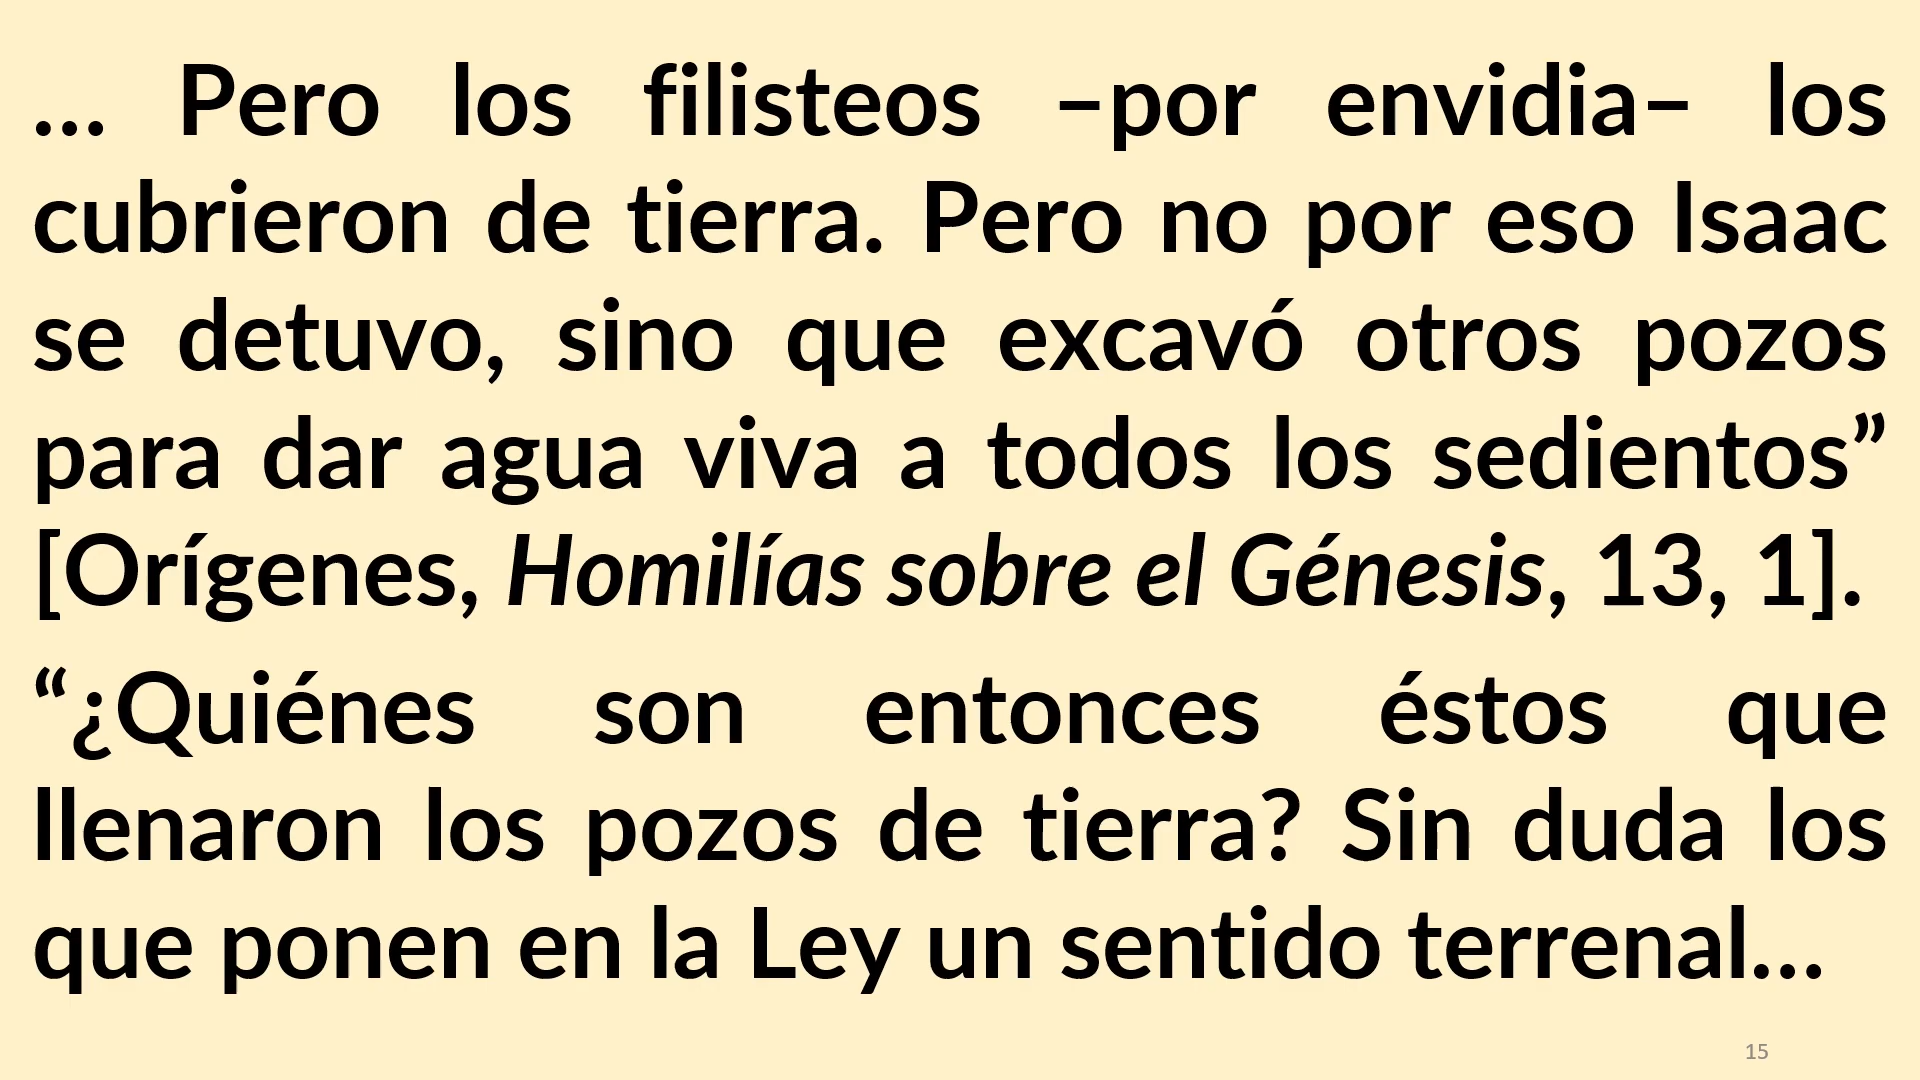 … Pero los filisteos –por envidia– los
cubrieron de tierra. Pero no por eso Isaac
se detuvo, sino que excavó otros pozos
para dar agua viva a todos los sedientos”
[Orígenes, Homilías sobre el Génesis, 13, 1].
“¿Quiénes son entonces éstos que
llenaron los pozos de tierra? Sin duda los
que ponen en la Ley un sentido terrenal…
15